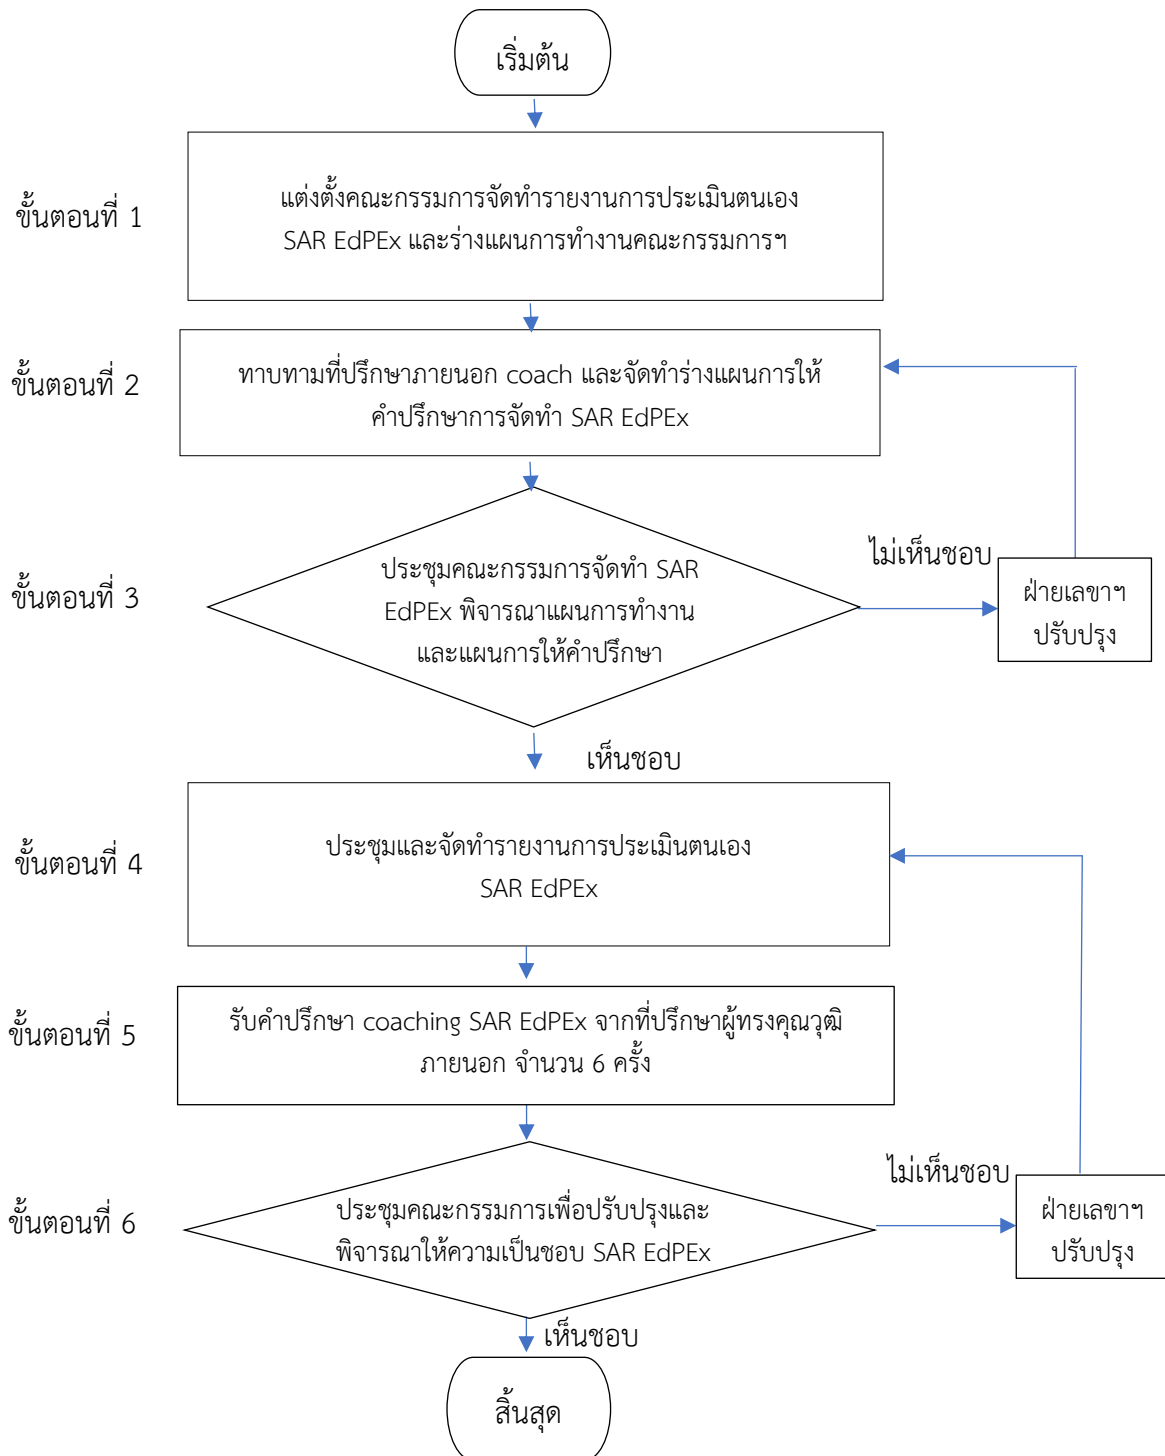 เริ่มต้น
ขั้นตอนที่ 1
แต่งตั้งคณะกรรมการจัดทำรายงานการประเมินตนเอง
SAR EdPEx และร่างแผนการทำงานคณะกรรมการฯ
ขั้นตอนที่ 2
ทาบทามที่ปรึกษาภายนอก coach และจัดทำร่างแผนการให้
คำปรึกษาการจัดทำ SAR EdPEx
ขั้นตอนที่ 3
ประชุมคณะกรรมการจัดทำ SAR
EdPEx พิจารณาแผนการทำงาน
และแผนการให้คำปรึกษา
ไม่เห็นชอบ
ฝ่ายเลขาฯ
ปรับปรุง
เห็นชอบ
ขั้นตอนที่ 4
ประชุมและจัดทำรายงานการประเมินตนเอง
SAR EdPEx
ขั้นตอนที่ 5
รับคำปรึกษา coaching SAR EdPEx จากที่ปรึกษาผู้ทรงคุณวุฒิ
ภายนอก จำนวน 6 ครั้ง
ขั้นตอนที่ 6
ประชุมคณะกรรมการเพื่อปรับปรุงและ
พิจารณาให้ความเป็นชอบ SAR EdPEx
ไม่เห็นชอบ
ฝ่ายเลขาฯ
ปรับปรุง
เห็นชอบ
สิ้นสุด